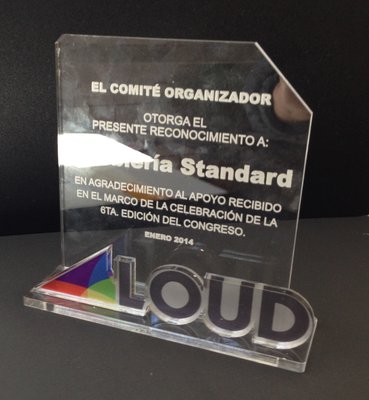 EL COMITÉ ORGANIZADOR
OTORGA EL
PRESENTE RECONOCIMIENTO A:
Standard
EN AGRADECIMIENTO AL APOYO RECIBIDO
EN EL MARCO DE LA CELEBRACIÓN DE LA
6TA. EDICIÓN DEL CONGRESO.
ENERO 2014
LOUD